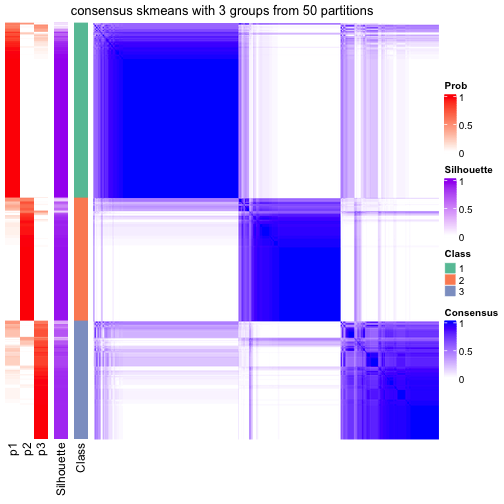 consensus skmeans with 3 groups from 50 partitions
Prob
1
0.5
0
Silhouette
1
0.5
0
Class
1
2
3
Consensus
1
0.5
0
p1
p2
p3
Silhouette
Class